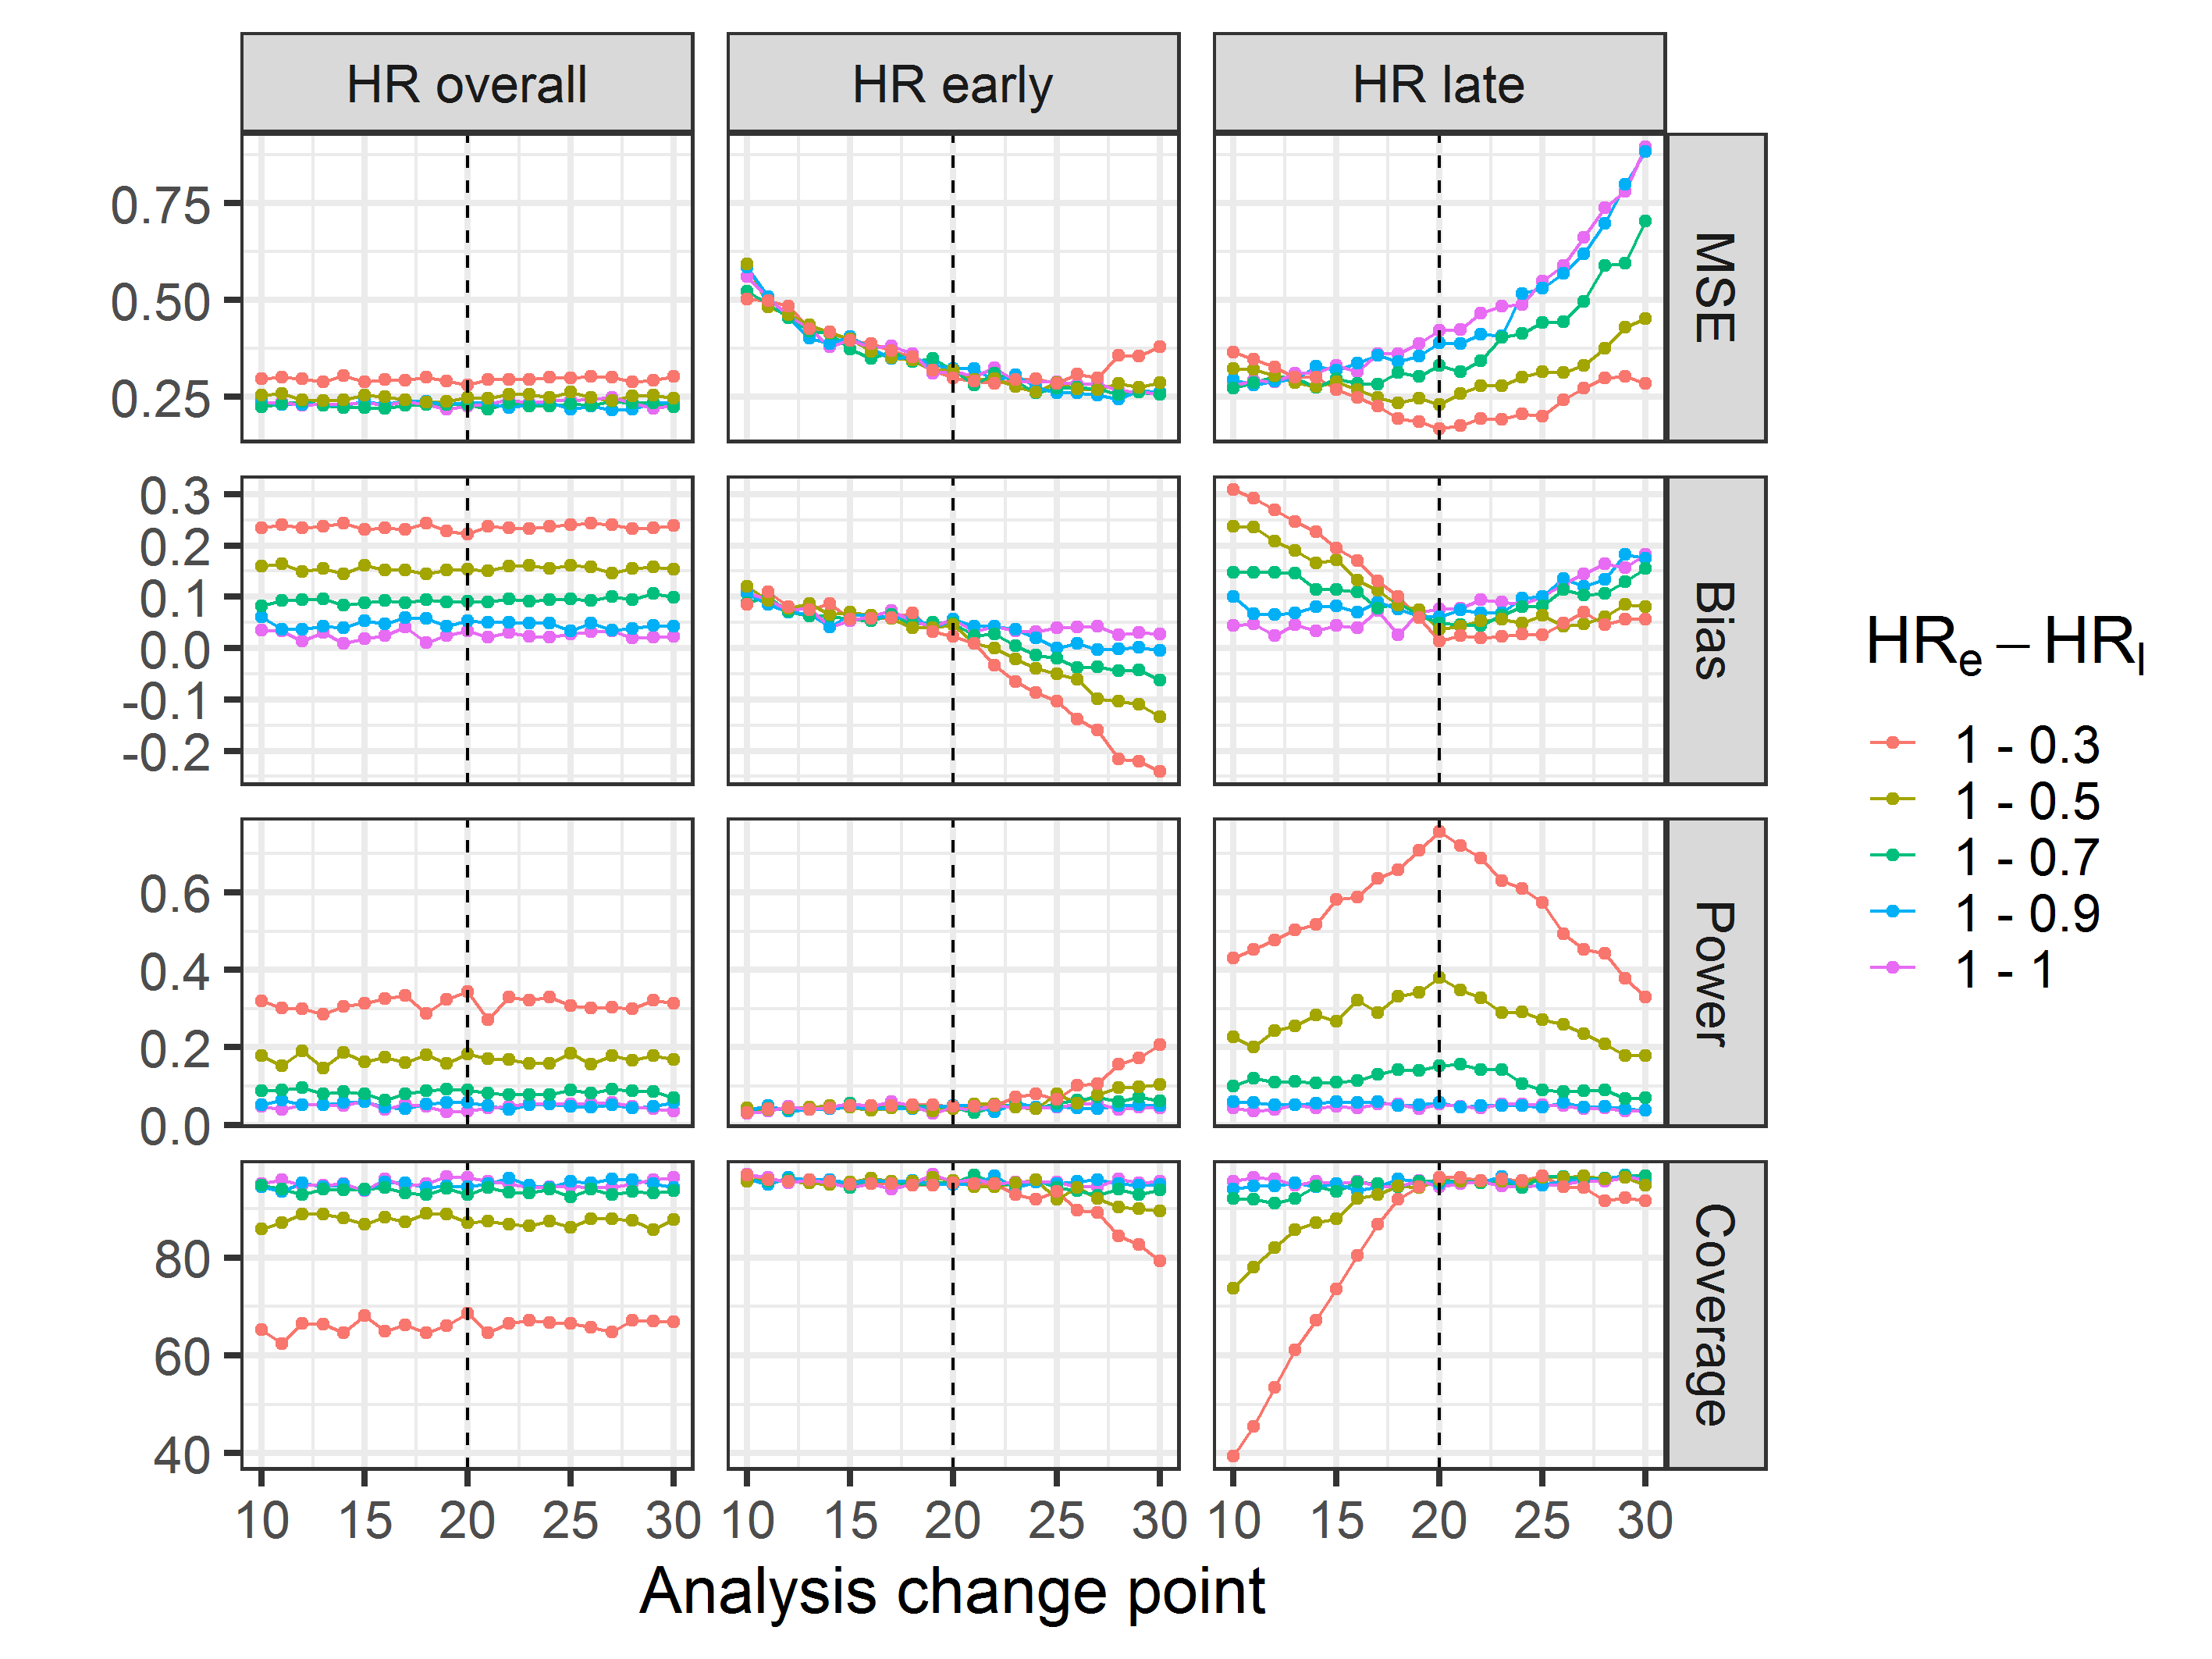 HR overall
HR early
HR late
0.75
0.50
0.25
MSE
0.3
0.2
0.1
0.0
-0.1
-0.2
Bias
0.6
0.4
0.2
0.0
Power
80
60
40
Coverage
10 15 20 25 30
10 15 20 25 30
10 15 20 25 30
Analysis change point
HRe – HRl
1 - 0.3
1 - 0.5
1 - 0.7
1 - 0.9
1 - 1